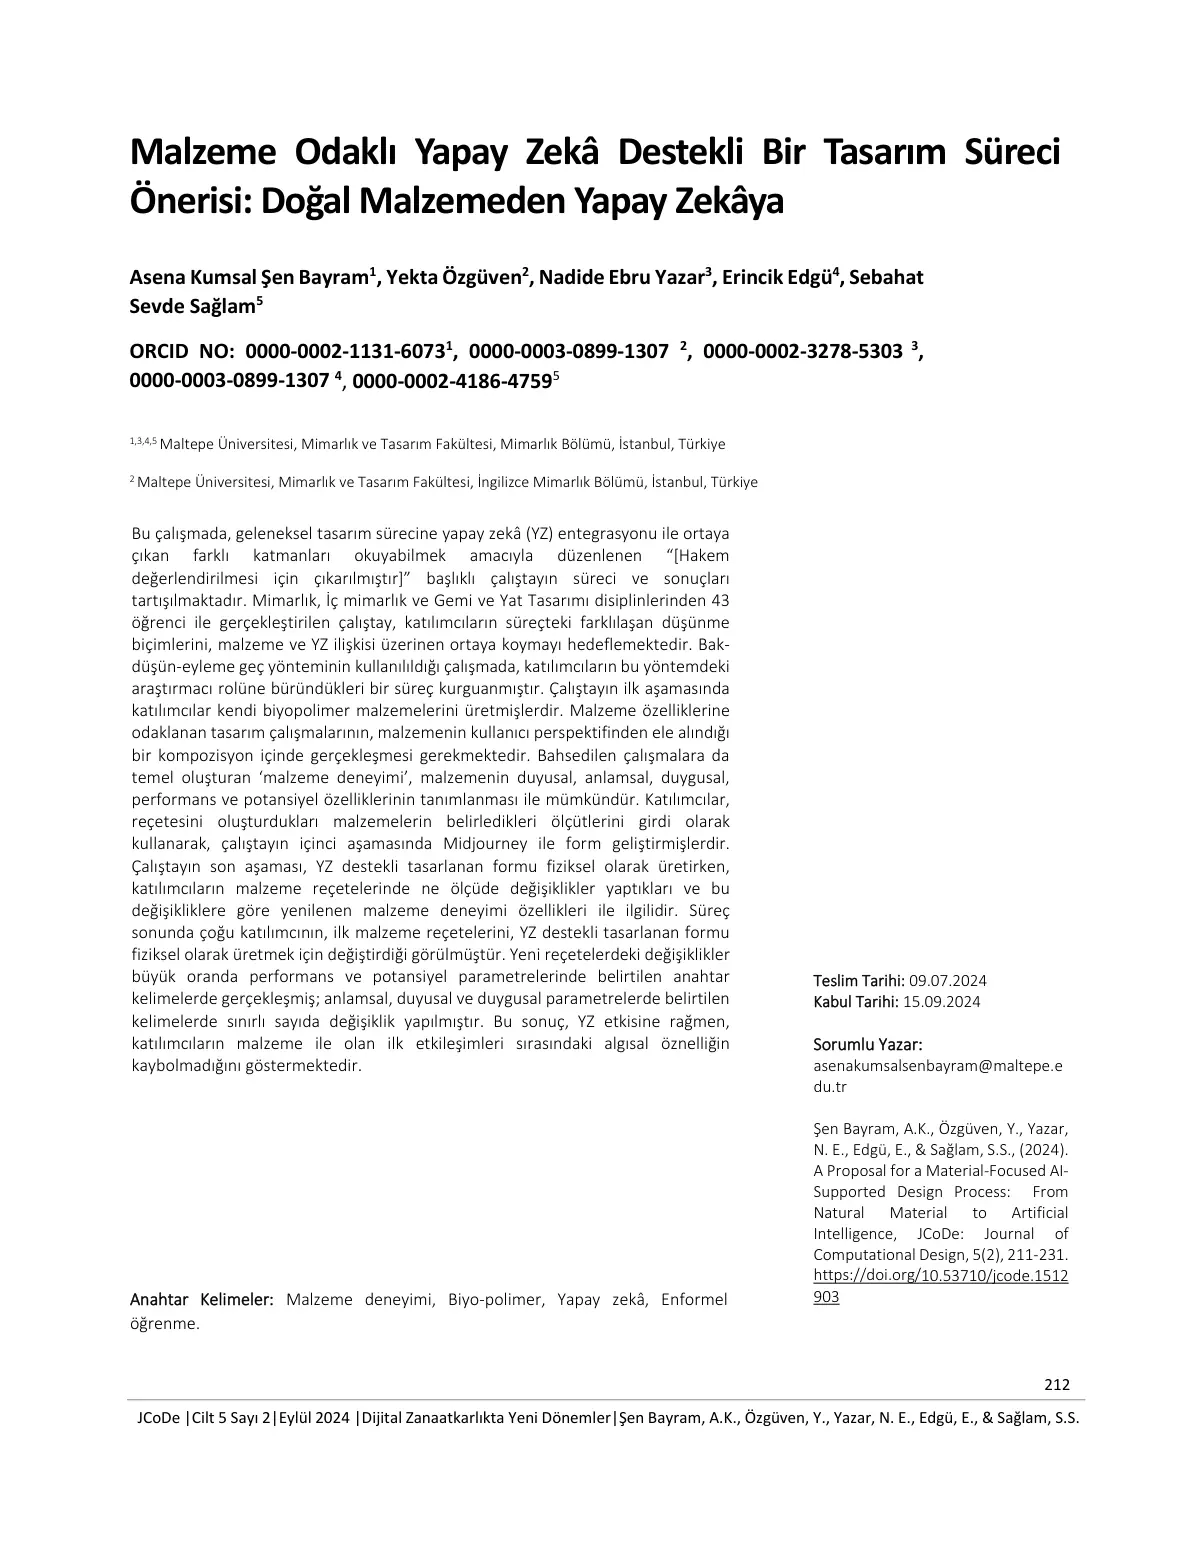 Malzeme Odaklı Yapay Zekâ Destekli Bir Tasarım Süreci
Önerisi: Doğal Malzemeden Yapay Zekâya
Asena Kumsal Şen Bayram1, Yekta Özgüven2, Nadide Ebru Yazar3, Erincik Edgü4, Sebahat
Sevde Sağlam5
ORCID NO: 0000-0002-1131-60731, 0000-0003-0899-1307 2, 0000-0002-3278-5303 3,
0000-0003-0899-1307 4, 0000-0002-4186-47595
1,3,4,5 Maltepe Üniversitesi, Mimarlık ve Tasarım Fakültesi, Mimarlık Bölümü, İstanbul, Türkiye
2 Maltepe Üniversitesi, Mimarlık ve Tasarım Fakültesi, İngilizce Mimarlık Bölümü, İstanbul, Türkiye
Bu çalışmada, geleneksel tasarım sürecine yapay zekâ (YZ) entegrasyonu ile ortaya
çıkan farklı katmanları okuyabilmek amacıyla düzenlenen “[Hakem
değerlendirilmesi için çıkarılmıştır]” başlıklı çalıştayın süreci ve sonuçları
tartışılmaktadır. Mimarlık, İç mimarlık ve Gemi ve Yat Tasarımı disiplinlerinden 43
öğrenci ile gerçekleştirilen çalıştay, katılımcıların süreçteki farklılaşan düşünme
biçimlerini, malzeme ve YZ ilişkisi üzerinen ortaya koymayı hedeflemektedir. Bak-
düşün-eyleme geç yönteminin kullanılıldığı çalışmada, katılımcıların bu yöntemdeki
araştırmacı rolüne büründükleri bir süreç kurguanmıştır. Çalıştayın ilk aşamasında
katılımcılar kendi biyopolimer malzemelerini üretmişlerdir. Malzeme özelliklerine
odaklanan tasarım çalışmalarının, malzemenin kullanıcı perspektifinden ele alındığı
bir kompozisyon içinde gerçekleşmesi gerekmektedir. Bahsedilen çalışmalara da
temel oluşturan ‘malzeme deneyimi’, malzemenin duyusal, anlamsal, duygusal,
performans ve potansiyel özelliklerinin tanımlanması ile mümkündür. Katılımcılar,
reçetesini oluşturdukları malzemelerin belirledikleri ölçütlerini girdi olarak
kullanarak, çalıştayın içinci aşamasında Midjourney ile form geliştirmişlerdir.
Çalıştayın son aşaması, YZ destekli tasarlanan formu fiziksel olarak üretirken,
katılımcıların malzeme reçetelerinde ne ölçüde değişiklikler yaptıkları ve bu
değişikliklere göre yenilenen malzeme deneyimi özellikleri ile ilgilidir. Süreç
sonunda çoğu katılımcının, ilk malzeme reçetelerini, YZ destekli tasarlanan formu
fiziksel olarak üretmek için değiştirdiği görülmüştür. Yeni reçetelerdeki değişiklikler
büyük oranda performans ve potansiyel parametrelerinde belirtilen anahtar
kelimelerde gerçekleşmiş; anlamsal, duyusal ve duygusal parametrelerde belirtilen
kelimelerde sınırlı sayıda değişiklik yapılmıştır. Bu sonuç, YZ etkisine rağmen,
katılımcıların malzeme ile olan ilk etkileşimleri sırasındaki algısal öznelliğin
kaybolmadığını göstermektedir.
Teslim Tarihi: 09.07.2024
Kabul Tarihi: 15.09.2024
Sorumlu Yazar:
asenakumsalsenbayram@maltepe.e
du.tr
Şen Bayram, A.K., Özgüven, Y., Yazar,
N. E., Edgü, E., & Sağlam, S.S., (2024).
A Proposal for a Material-Focused AI-
Supported Design Process: From
Natural Material to Artificial
Intelligence, JCoDe: Journal of
Computational Design, 5(2), 211-231.
https://doi.org/10.53710/jcode.1512
903
Anahtar Kelimeler: Malzeme deneyimi, Biyo-polimer, Yapay zekâ, Enformel
öğrenme.
212
JCoDe |Cilt 5 Sayı 2|Eylül 2024 |Dijital Zanaatkarlıkta Yeni Dönemler|Şen Bayram, A.K., Özgüven, Y., Yazar, N. E., Edgü, E., & Sağlam, S.S.